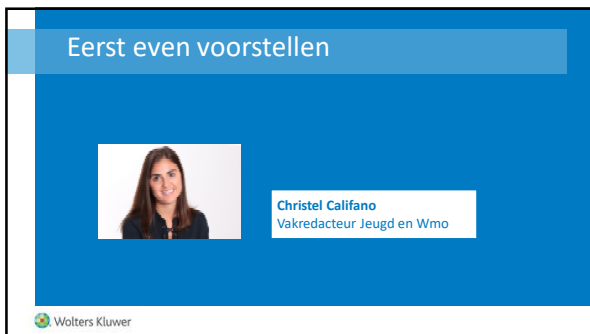 Eerst even voorstellen
Christel Califano
Vakredacteur Jeugd en Wmo
Wolters Kluwer